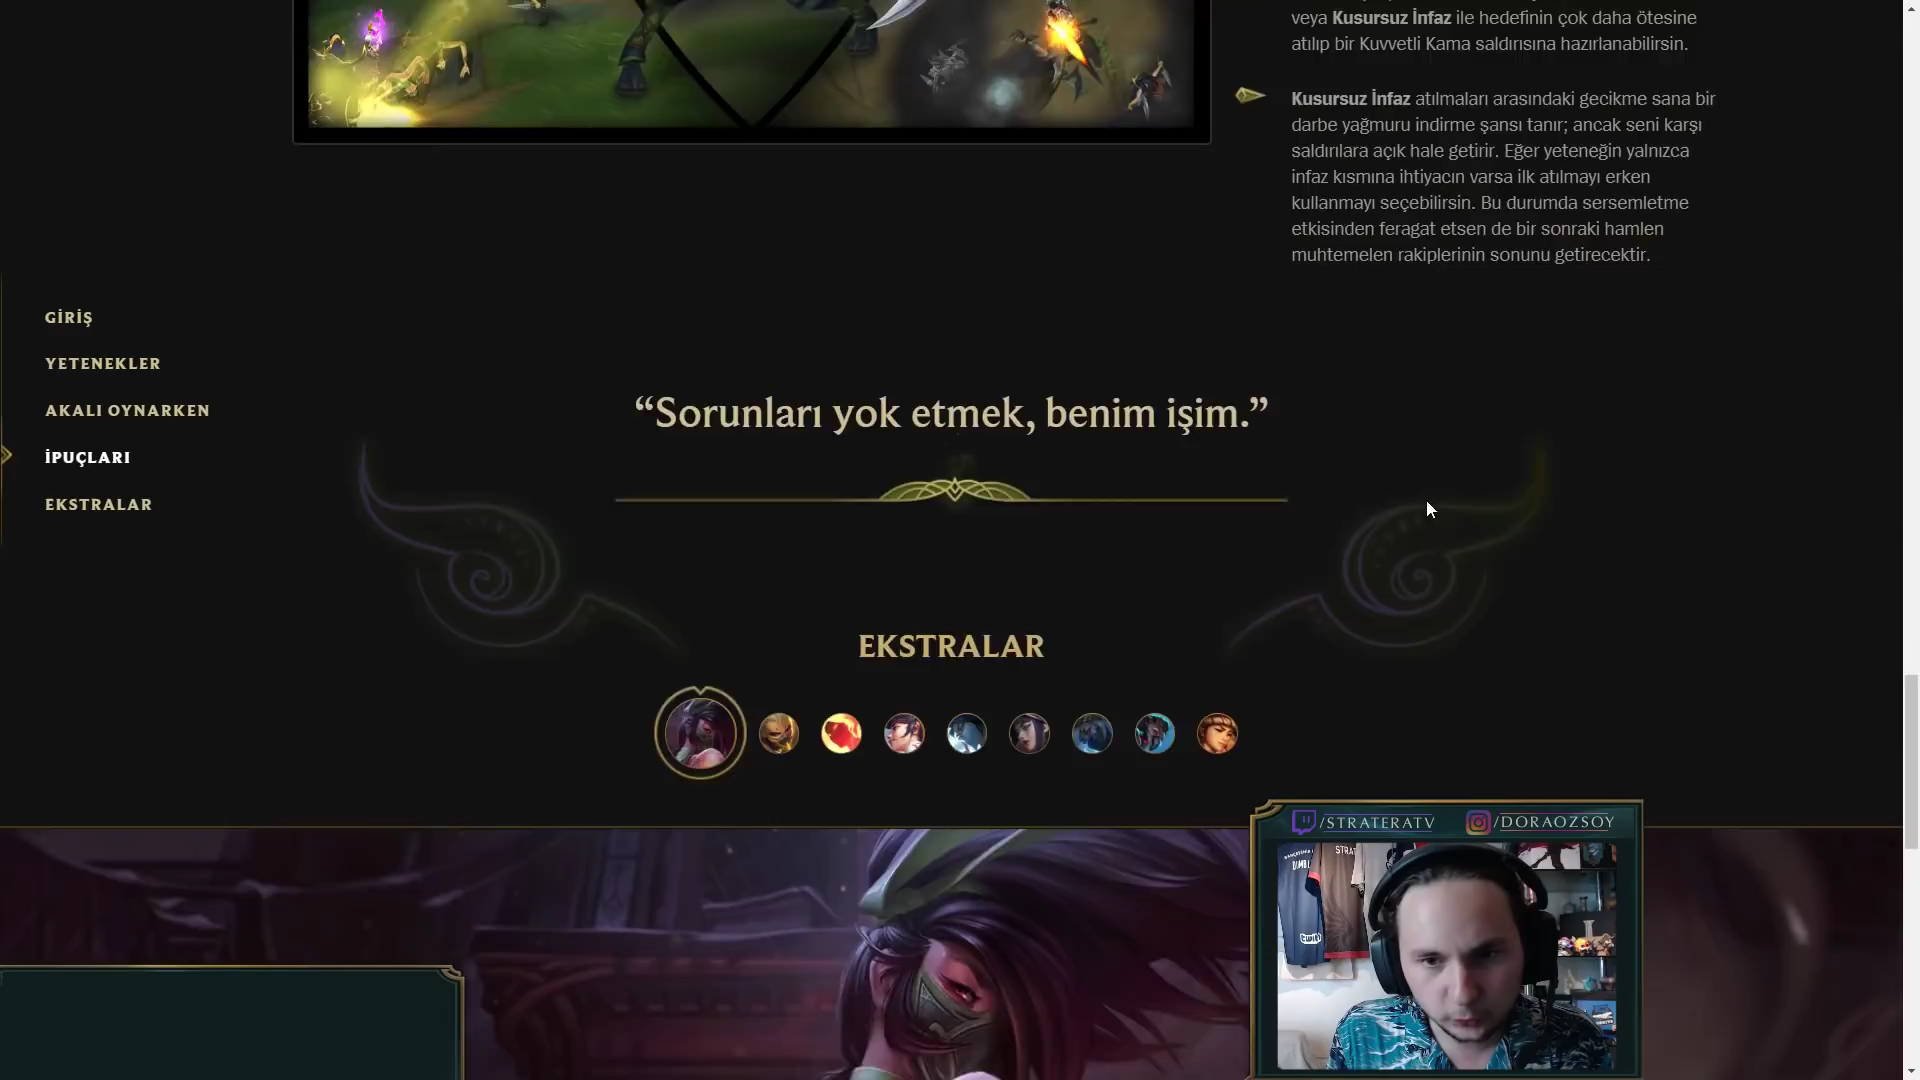 veya Kusursuz İnfaz ile hedefinin çok daha ötesine
atılıp bir Kuvvetli Kama saldırısına hazırlanabilirsin.
Kusursuz İnfaz atılmaları arasındaki gecikme sana bir
darbe yağmuru indirme şansı tanır; ancak seni karşı
saldırılara açık hale getirir. Eğer yeteneğin yalnızca
infaz kısmına ihtiyacın varsa ilk atılmayı erken
kullanmayı seçebilirsin. Bu durumda sersemletme
etkisinden feragat etsen de bir sonraki hamlen
muhtemelen rakiplerinin sonunu getirecektir.
GİRİŞ
YETENEKLER
AKALI OYNARKEN
İPUÇLARI
EKSTRALAR
“Sorunları yok etmek, benim işim.”
EKSTRALAR
/STRATERATV
/DORAOZSOY